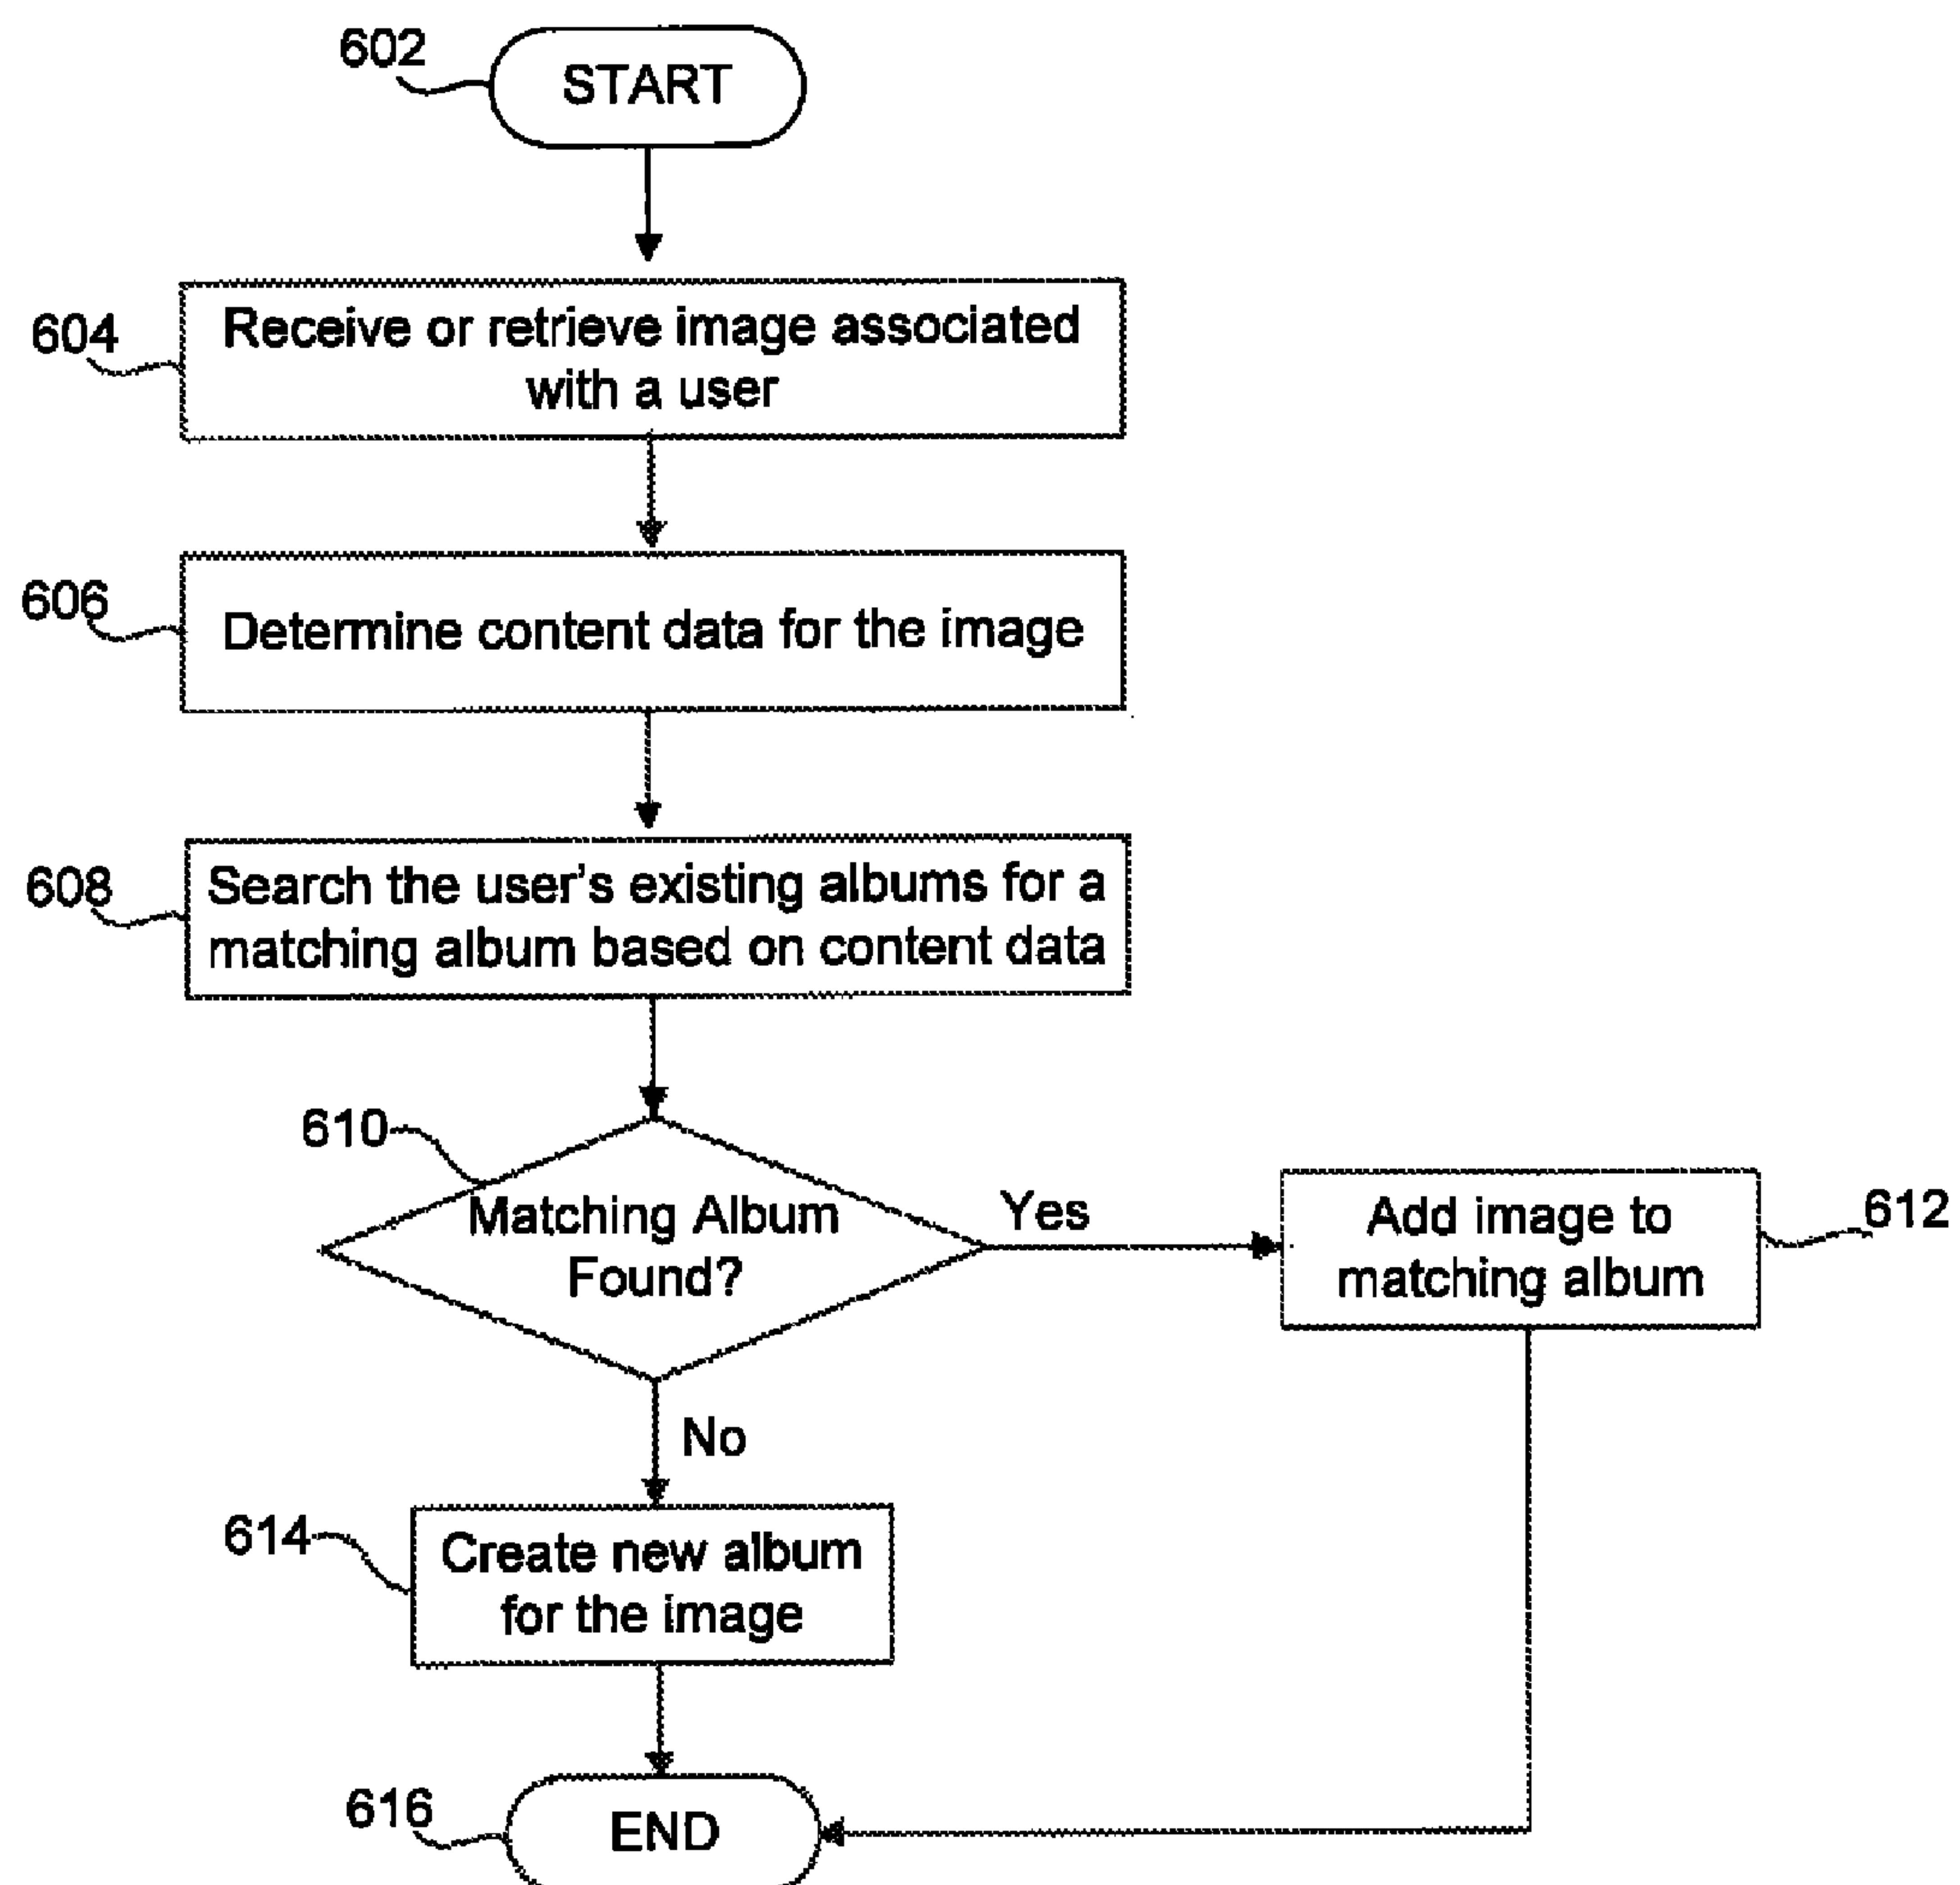 602
START
604
Receive or retrieve image associated
with a user
606
Determine content data for the image
608
Search the user's existing albums for a
matching album based on content data
610
Matching Album
Found?
Yes
Add image to
matching album
612
No
614
Create new album
for the image
616
END